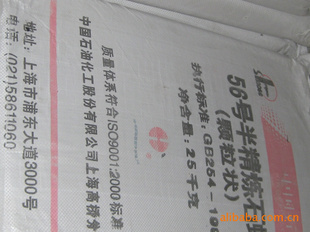 中国石
56号半精炼石
(颗粒状)
执行标准:GB254-19
净含量:25千克
质量体系符合ISO9001:2000标准
中国石油化工股份有限公司上海高桥
地址:上海市浦东大道3000号
电话:(021)58611060